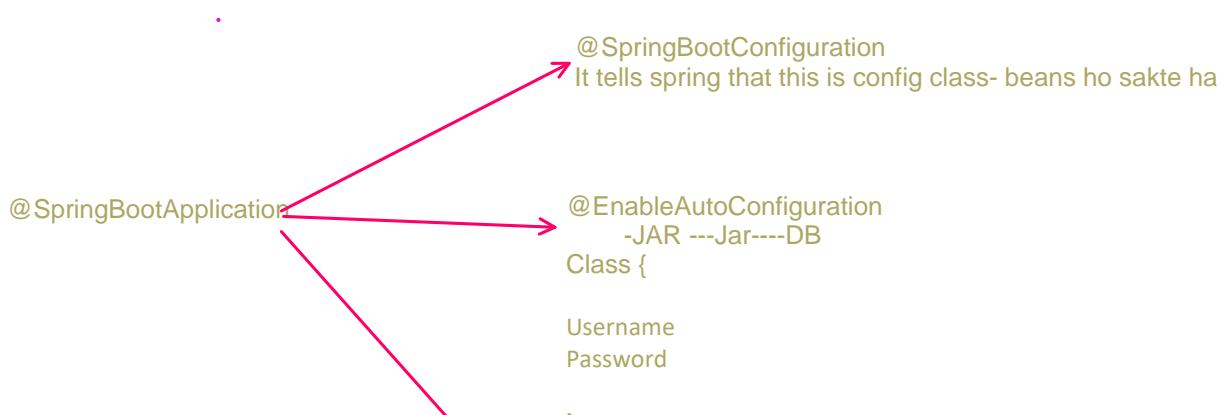 @SpringBootConfiguration
It tells spring that this is config class- beans ho sakte ha
@SpringBootApplication
@EnableAutoConfiguration
-JAR ---Jar----DB
Class {
Username
Password